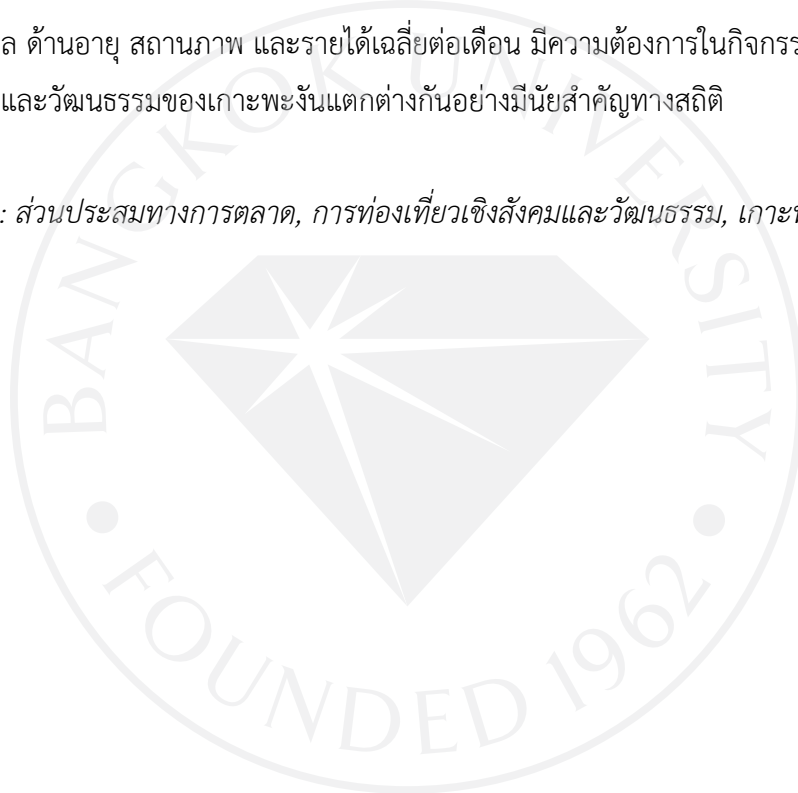 ล ด้านอายุ สถานภาพ และรายได้เฉลี่ยต่อเดือน มีความต้องการในกิจกรร
และวัฒนธรรมของเกาะพะงันแตกต่างกันอย่างมีนัยสำคัญทางสถิติ
: ส่วนประสมทางการตลาด, การท่องเที่ยวเชิงสังคมและวัฒนธรรม, เกาะพ
BANGKOK UNIVERSITY
• FOUNDED 1962 •